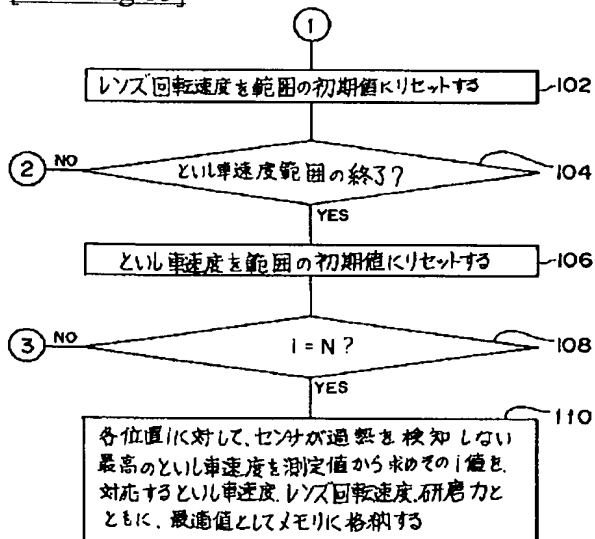 1
レンズ回転速度を範囲の初期値にリセットする
102
2
NO
といし車速度範囲の終了?
104
YES
といし車速度を範囲の初期値にリセットする
106
3
NO
i = N ?
108
YES
110
各位置iに対して、センサが過熱を検知しない
最高のといし車速度を測定値から求めそのi値を、
対応するといし車速度、レンズ回転速度、研磨力と
ともに、最適値としてメモリに格納する